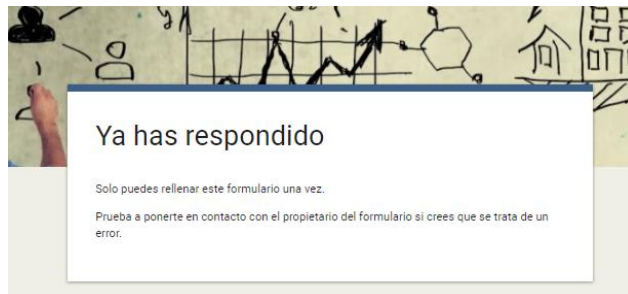 Ya has respondido
Solo puedes rellenar este formulario una vez.
Prueba a ponerte en contacto con el propietario del formulario si crees que se trata de un
error.